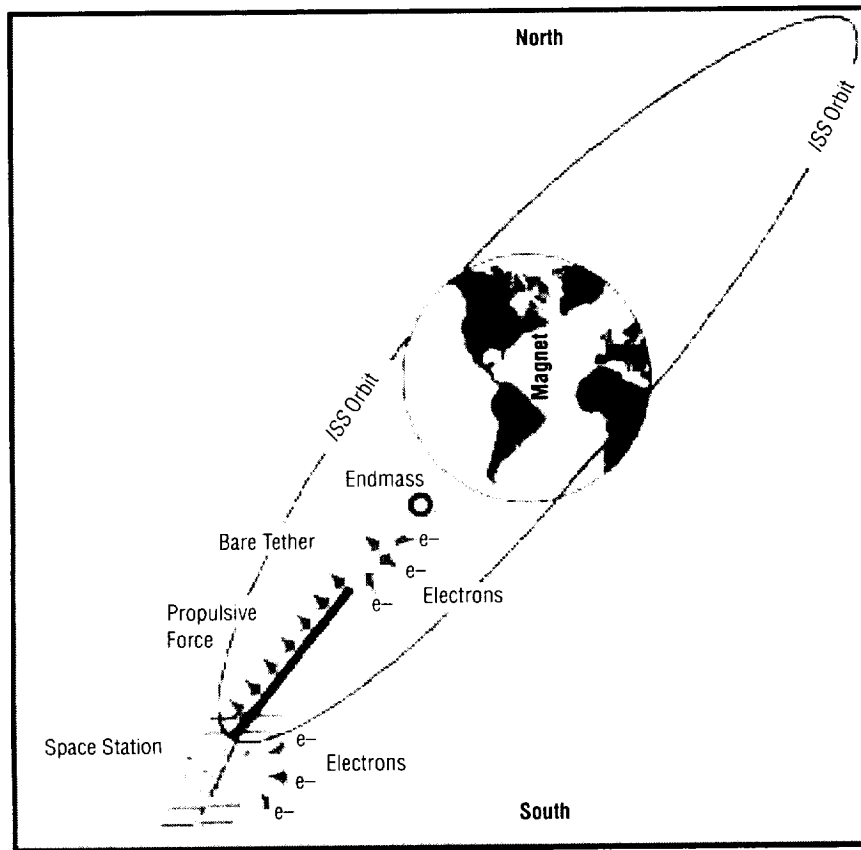 North
ISS Orbit
Magnet
ISS Orbit
Endmass
Bare Tether
e–
e–
Electrons
e–
Propulsive
Force
Space Station
e–
Electrons
e–
e–
South